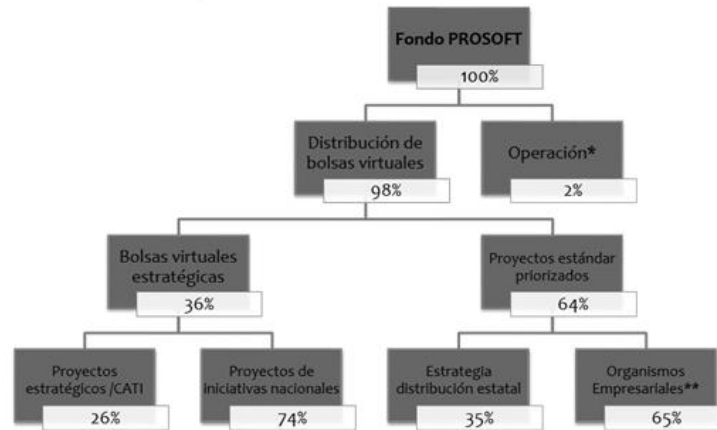 Fondo PROSOFT
100%
Distribución de
bolsas virtuales
98%
Operación*
2%
Bolsas virtuales
estratégicas
36%
Proyectos estándar
priorizados
64%
Proyectos
estratégicos /CATI
26%
Proyectos de
iniciativas nacionales
74%
Estrategia
distribución estatal
35%
Organismos
Empresariales**
65%